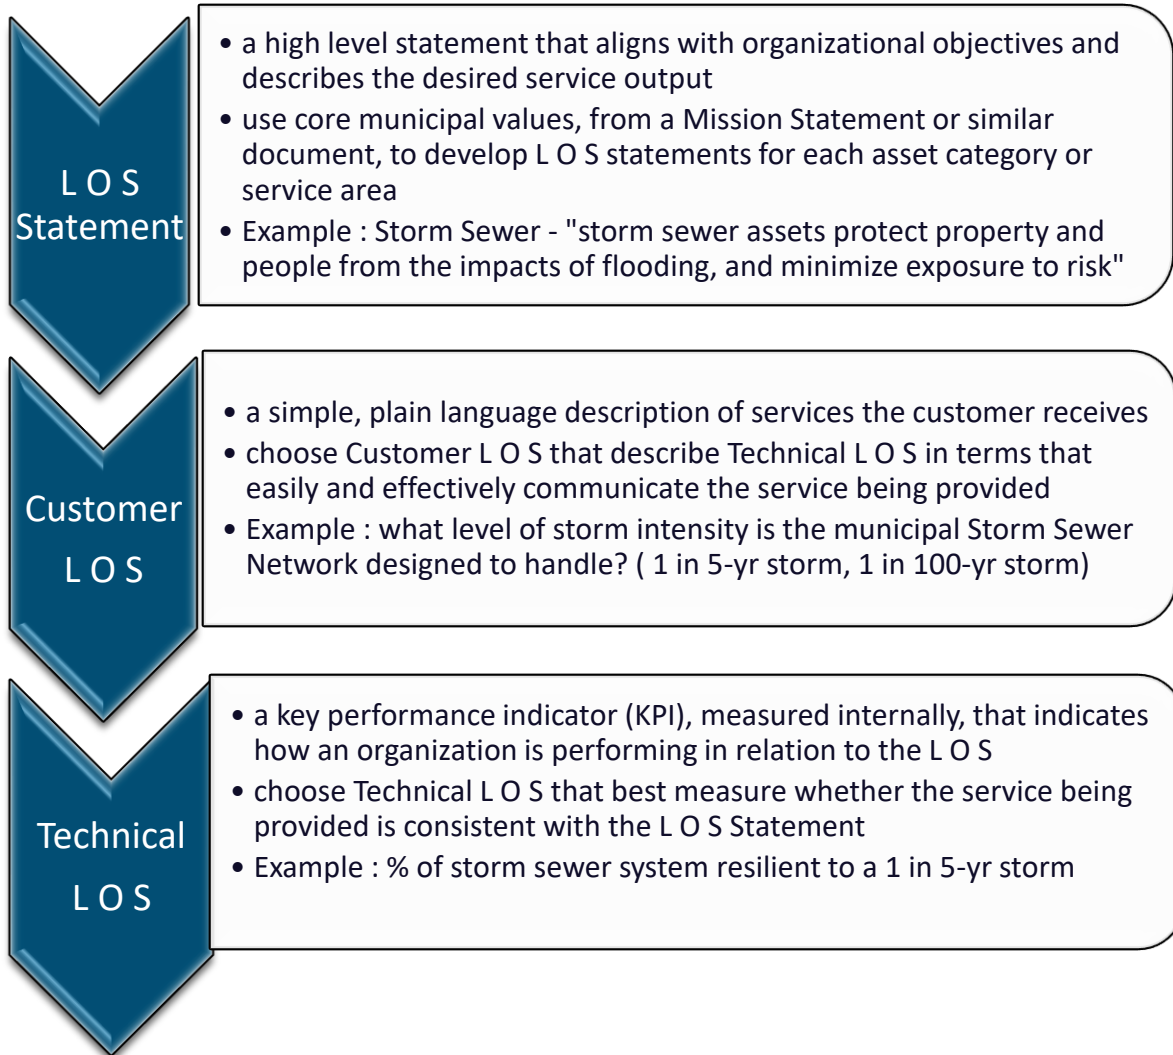 L O S
Statement
• a high level statement that aligns with organizational objectives and
describes the desired service output
• use core municipal values, from a Mission Statement or similar
document, to develop L O S statements for each asset category or
service area
• Example : Storm Sewer - "storm sewer assets protect property and
people from the impacts of flooding, and minimize exposure to risk"
Customer
L O S
• a simple, plain language description of services the customer receives
• choose Customer L O S that describe Technical L O S in terms that
easily and effectively communicate the service being provided
• Example : what level of storm intensity is the municipal Storm Sewer
Network designed to handle? ( 1 in 5-yr storm, 1 in 100-yr storm)
Technical
L O S
• a key performance indicator (KPI), measured internally, that indicates
how an organization is performing in relation to the L O S
• choose Technical L O S that best measure whether the service being
provided is consistent with the L O S Statement
• Example : % of storm sewer system resilient to a 1 in 5-yr storm